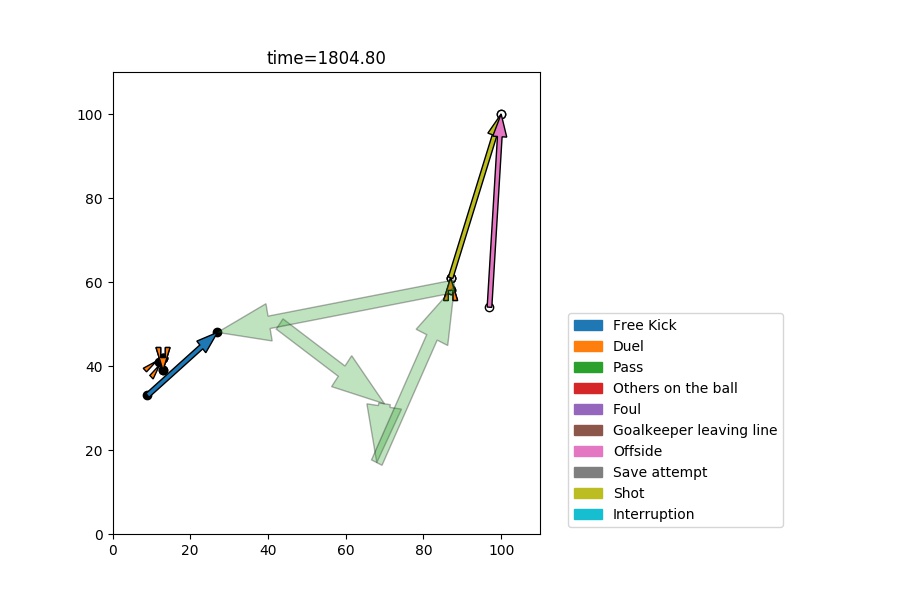 time=1804.80
100
80
60
40
20
0
0 20 40 60 80 100
Free Kick
Duel
Pass
Others on the ball
Foul
Goalkeeper leaving line
Offside
Save attempt
Shot
Interruption